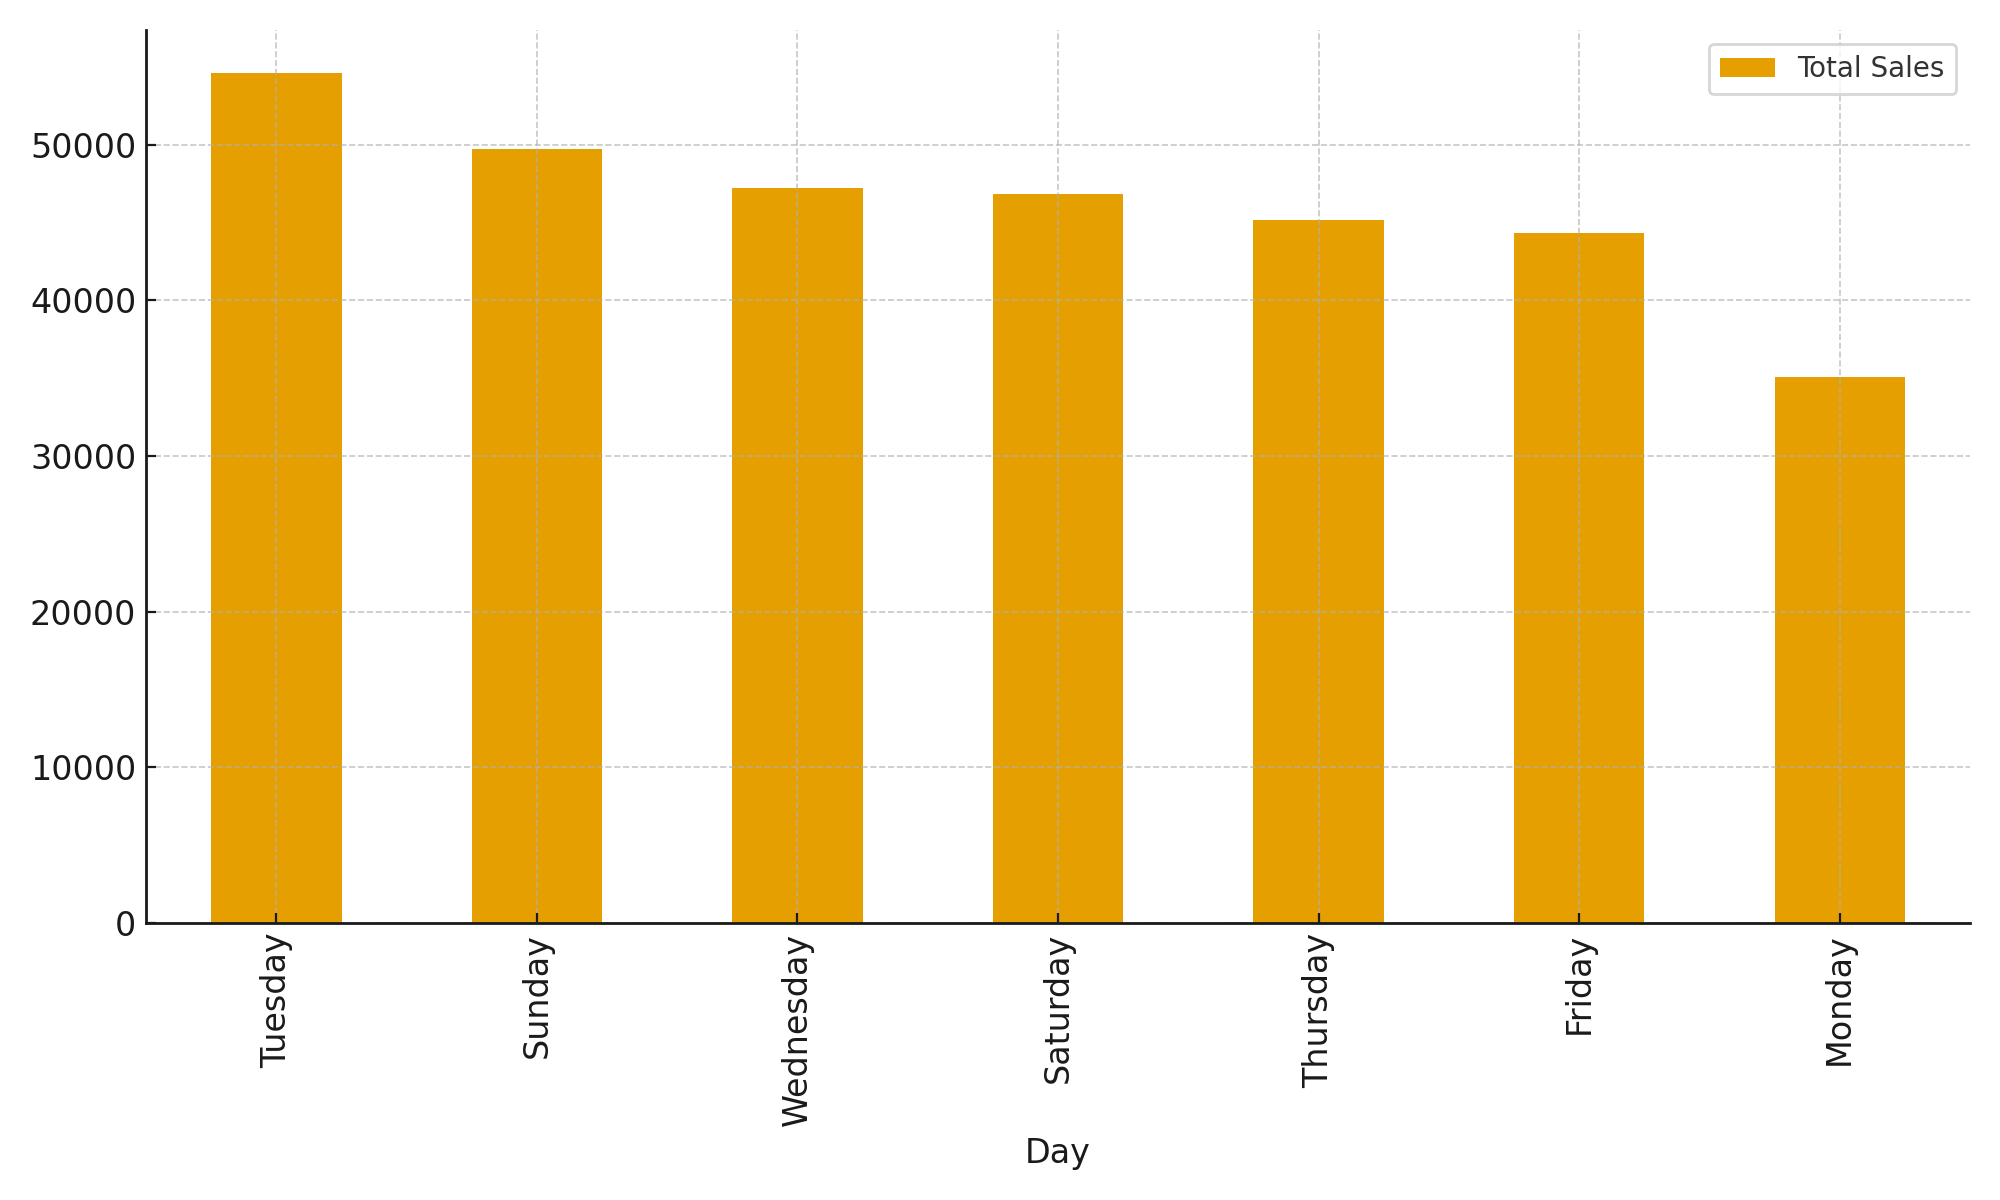 Total Sales
50000
40000
30000
20000
10000
0
Tuesday
Sunday
Wednesday
Saturday
Thursday
Friday
Monday
Day